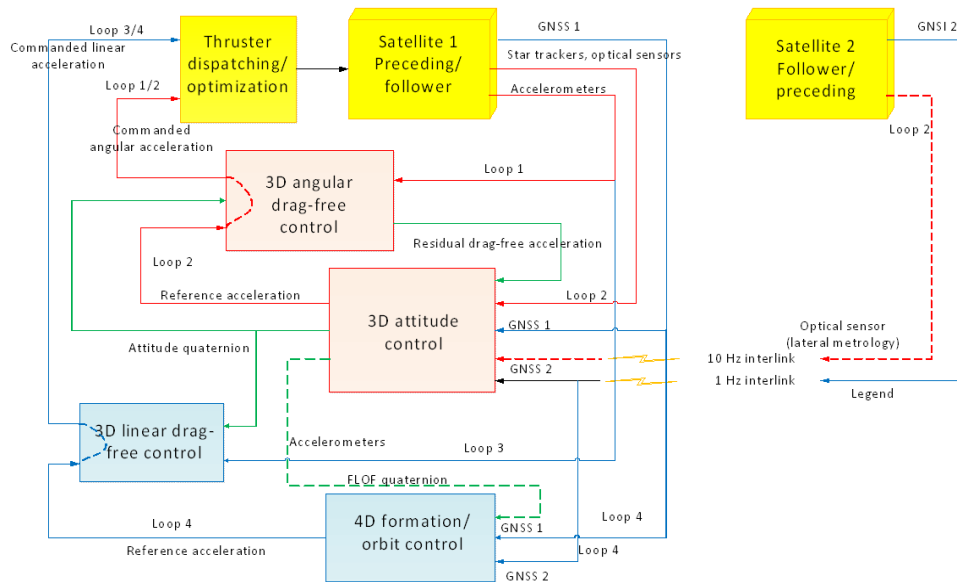 Loop 3/4
Commanded linear
acceleration
Loop 1/2
Commanded
angular acceleration
Thruster
dispatching/
optimization
Satellite 1
Preceding/
follower
GNSS 1
Star trackers, optical sensors
Accelerometers
Satellite 2
Follower/
preceding
GNSI 2
Loop 2
3D angular
drag-free
control
Loop 1
Residual drag-free acceleration
Loop 2
Reference acceleration
3D attitude
control
Loop 2
GNSS 1
GNSS 2
Optical sensor
(lateral metrology)
10 Hz interlink
1 Hz interlink
Legend
Attitude quaternion
3D linear drag-
free control
Accelerometers
Loop 3
FLOF quaternion
Loop 4
Reference acceleration
4D formation/
orbit control
GNSS 1
Loop 4
Loop 4
GNSS 2